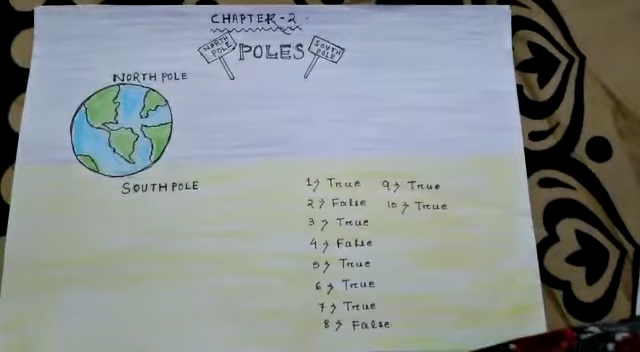 CHAPTER-2.
NORTH POLE
POLES
SOUTH POLE
NORTH POLE
SOUTH POLE
1> True
2> False
3> True
4> False
5> True
6> True
7> True
8> False
9> True
10> True